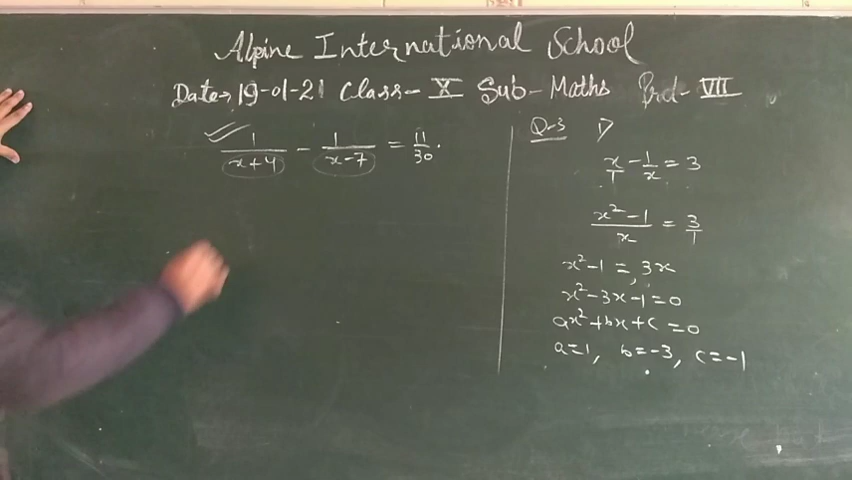 Alpine International School
Date→19-01-21 Class- X Sub- Maths Prd- VII
1/(x+4) - 1/(x-7) = 11/30.
Q-3 1)
x/1 - 1/x = 3
(x²-1)/x = 3/1
x²-1 = 3x
x²-3x-1=0
ax²+bx+c=0
a=1, b=-3, c=-1